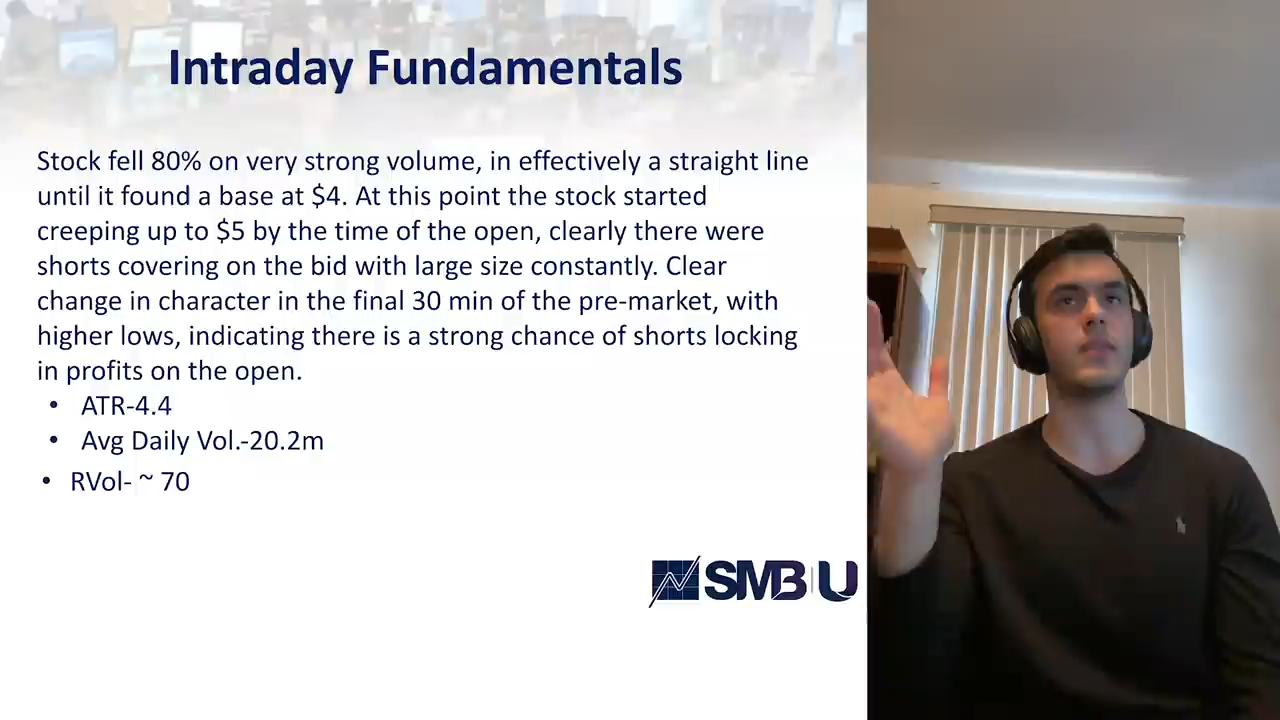 Intraday Fundamentals
Stock fell 80% on very strong volume, in effectively a straight line
until it found a base at $4. At this point the stock started
creeping up to $5 by the time of the open, clearly there were
shorts covering on the bid with large size constantly. Clear
change in character in the final 30 min of the pre-market, with
higher lows, indicating there is a strong chance of shorts locking
in profits on the open.
• ATR-4.4
• Avg Daily Vol.-20.2m
• RVol- ~ 70
SMB U